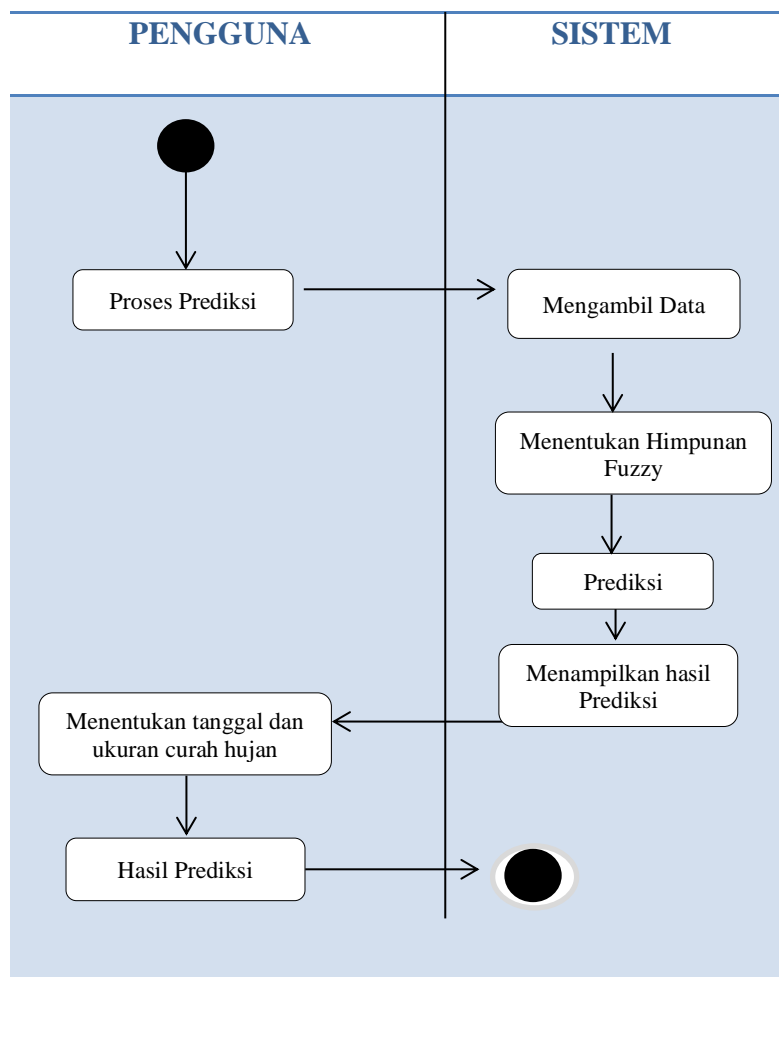 PENGGUNA
SISTEM
Proses Prediksi
Mengambil Data
Menentukan Himpunan
Fuzzy
Prediksi
Menampilkan hasil
Prediksi
Menentukan tanggal dan
ukuran curah hujan
Hasil Prediksi